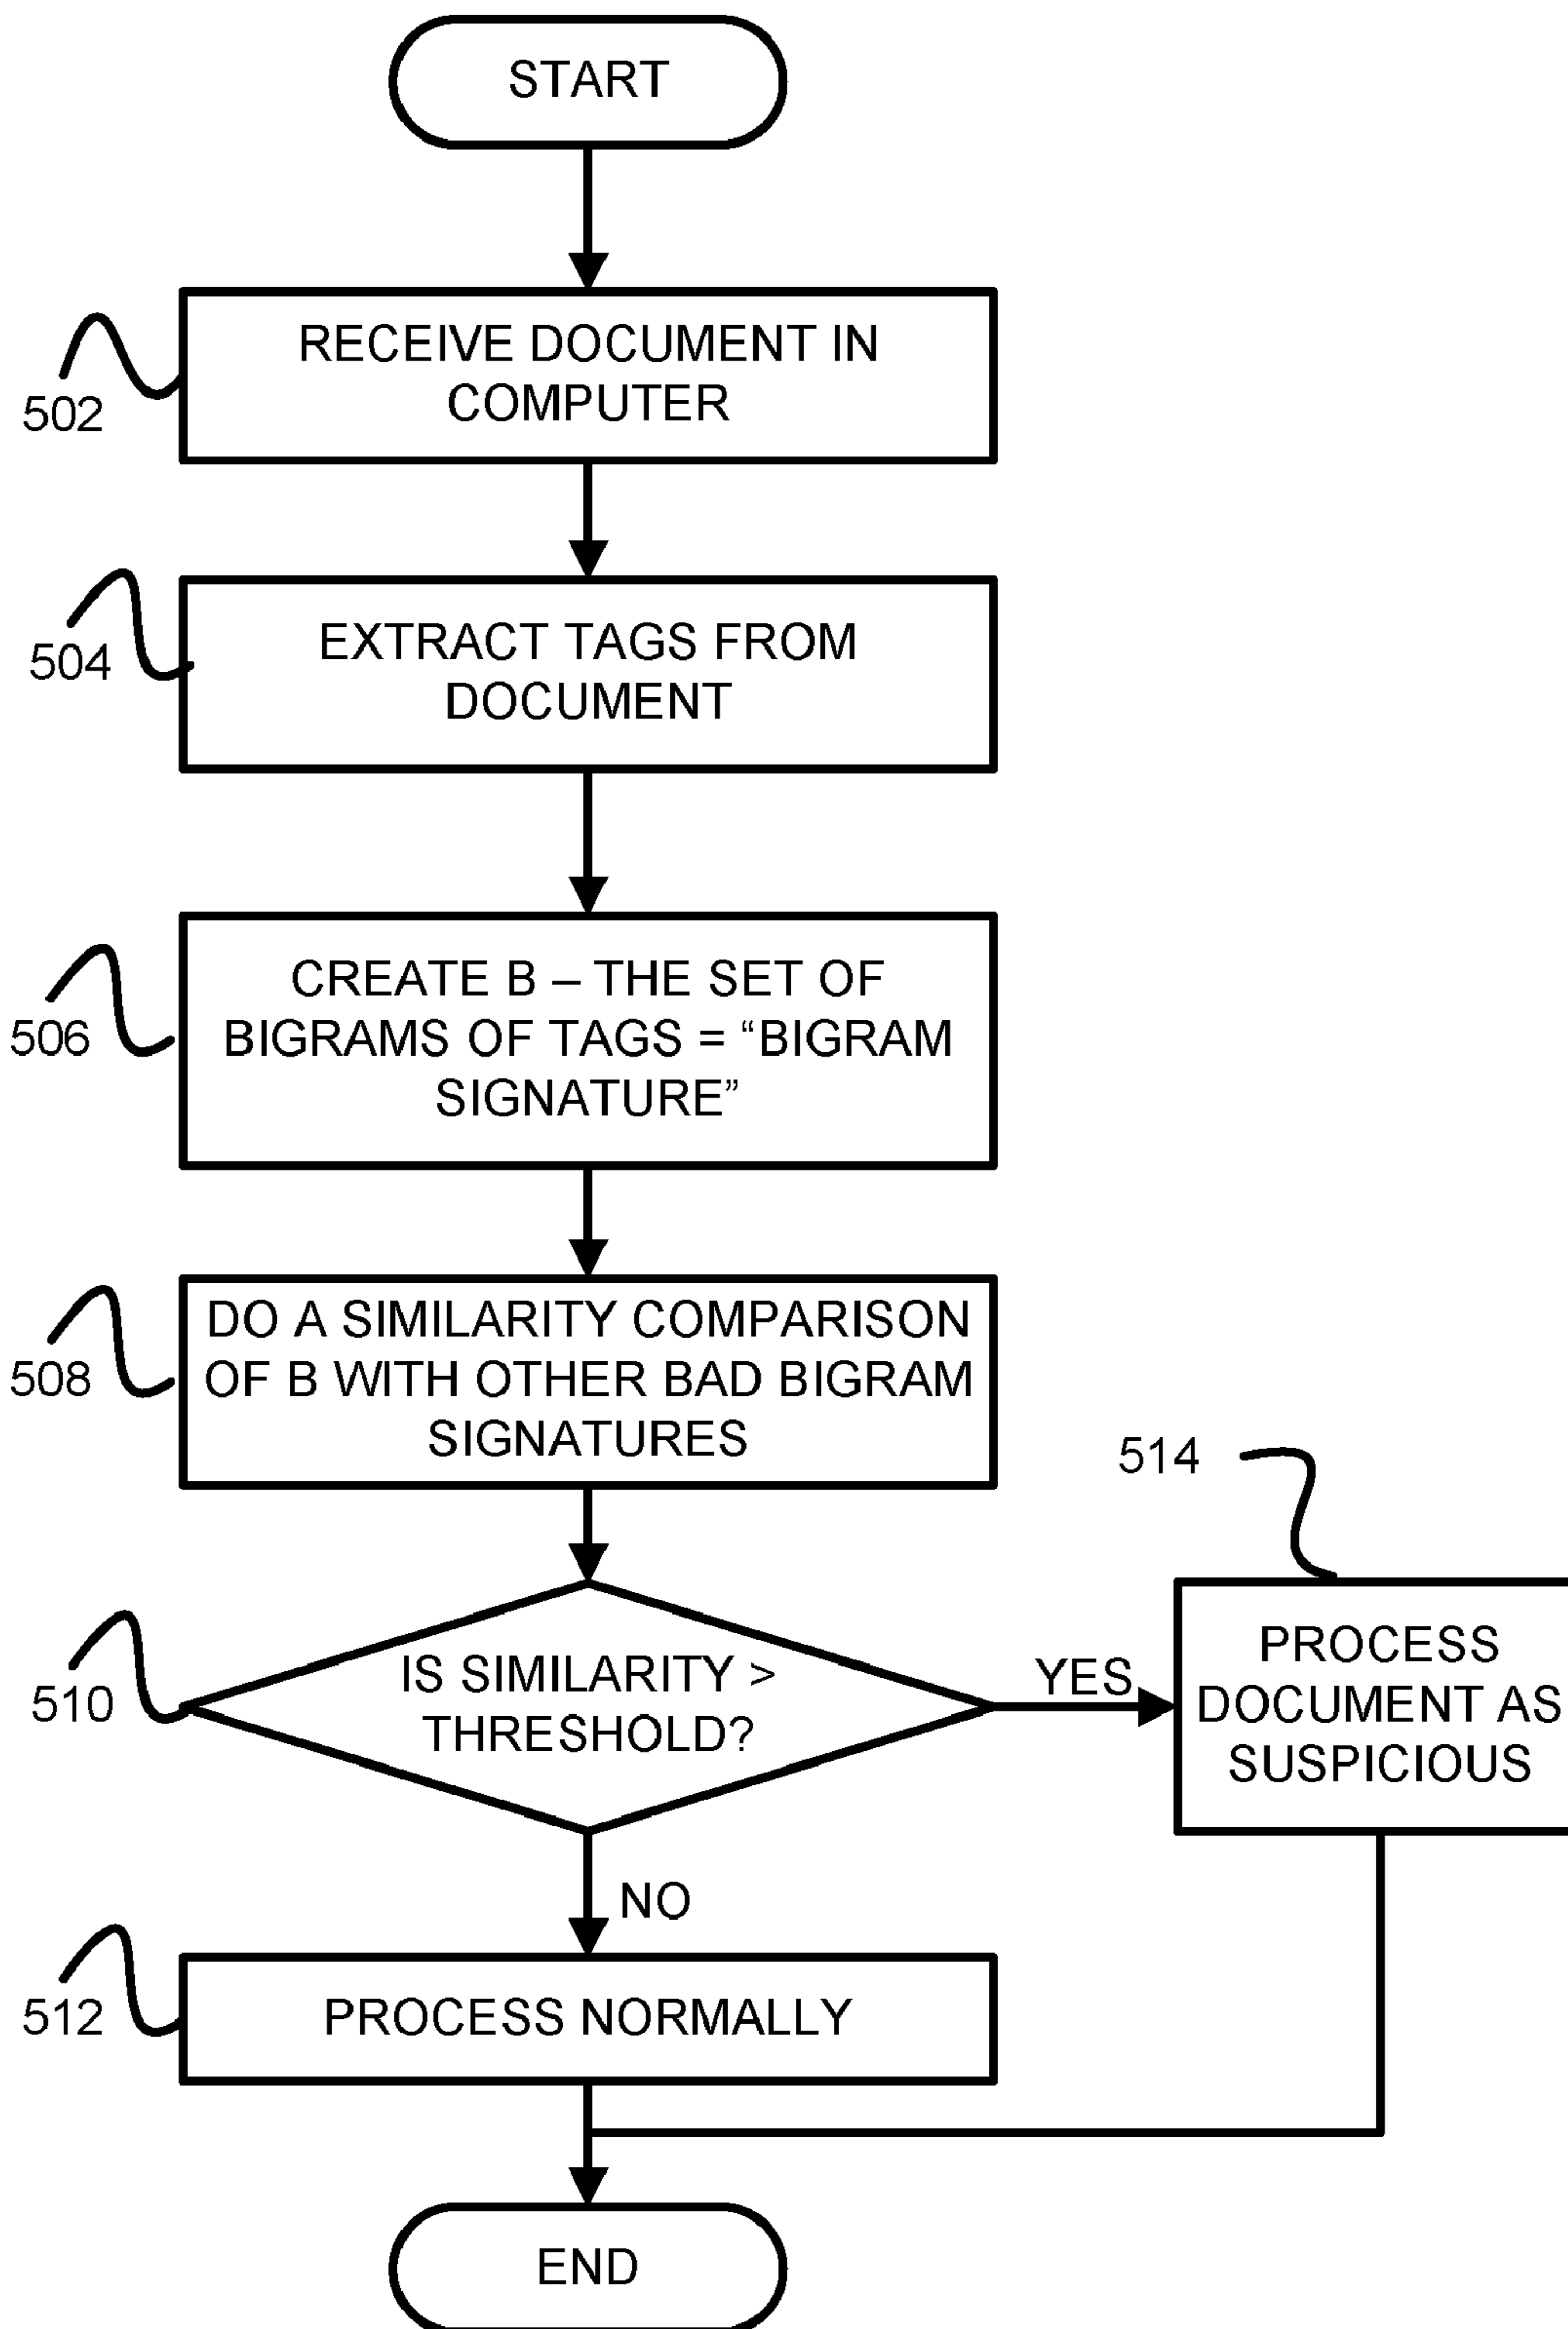 START
502
RECEIVE DOCUMENT IN
COMPUTER
504
EXTRACT TAGS FROM
DOCUMENT
506
CREATE B – THE SET OF
BIGRAMS OF TAGS = “BIGRAM
SIGNATURE”
508
DO A SIMILARITY COMPARISON
OF B WITH OTHER BAD BIGRAM
SIGNATURES
510
IS SIMILARITY >
THRESHOLD?
YES
514
PROCESS
DOCUMENT AS
SUSPICIOUS
NO
512
PROCESS NORMALLY
END